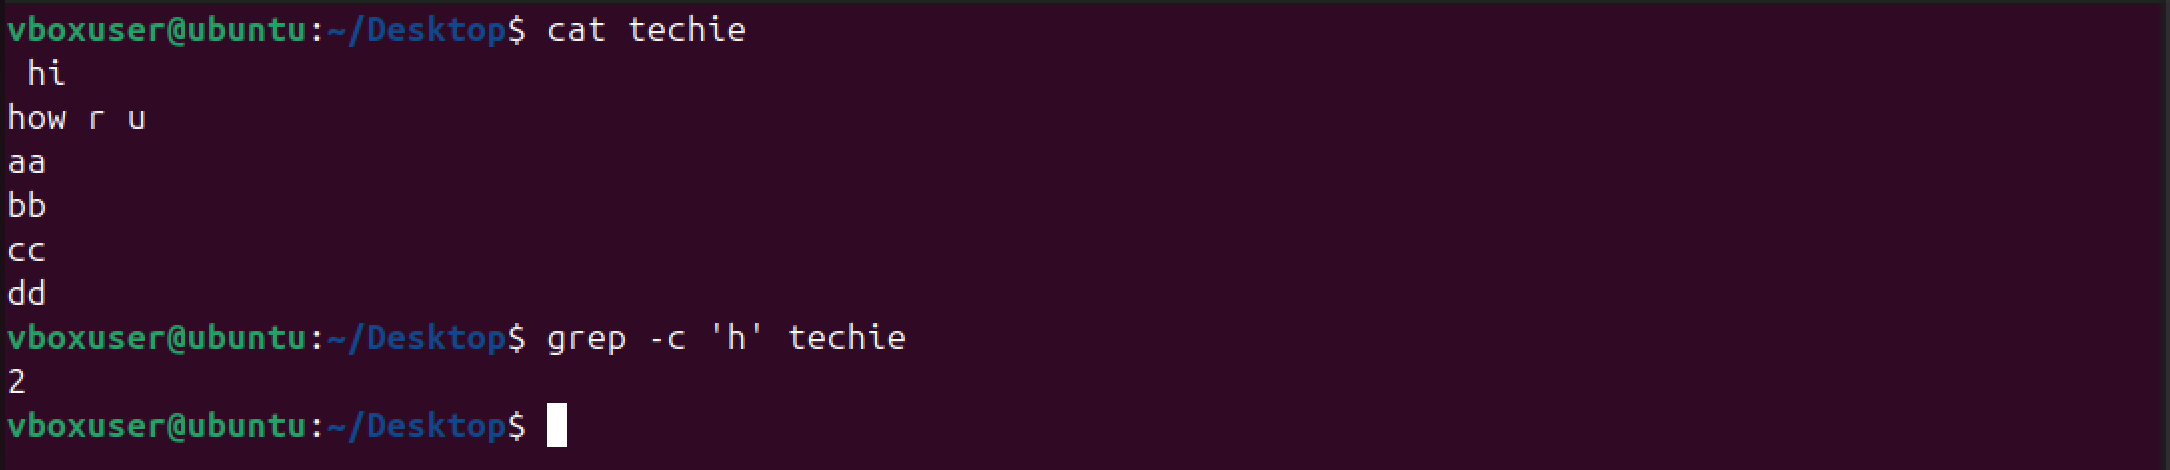 vboxuser@ubuntu:~/Desktop$ cat techie
 hi
how r u
aa
bb
cc
dd
vboxuser@ubuntu:~/Desktop$ grep -c 'h' techie
2
vboxuser@ubuntu:~/Desktop$